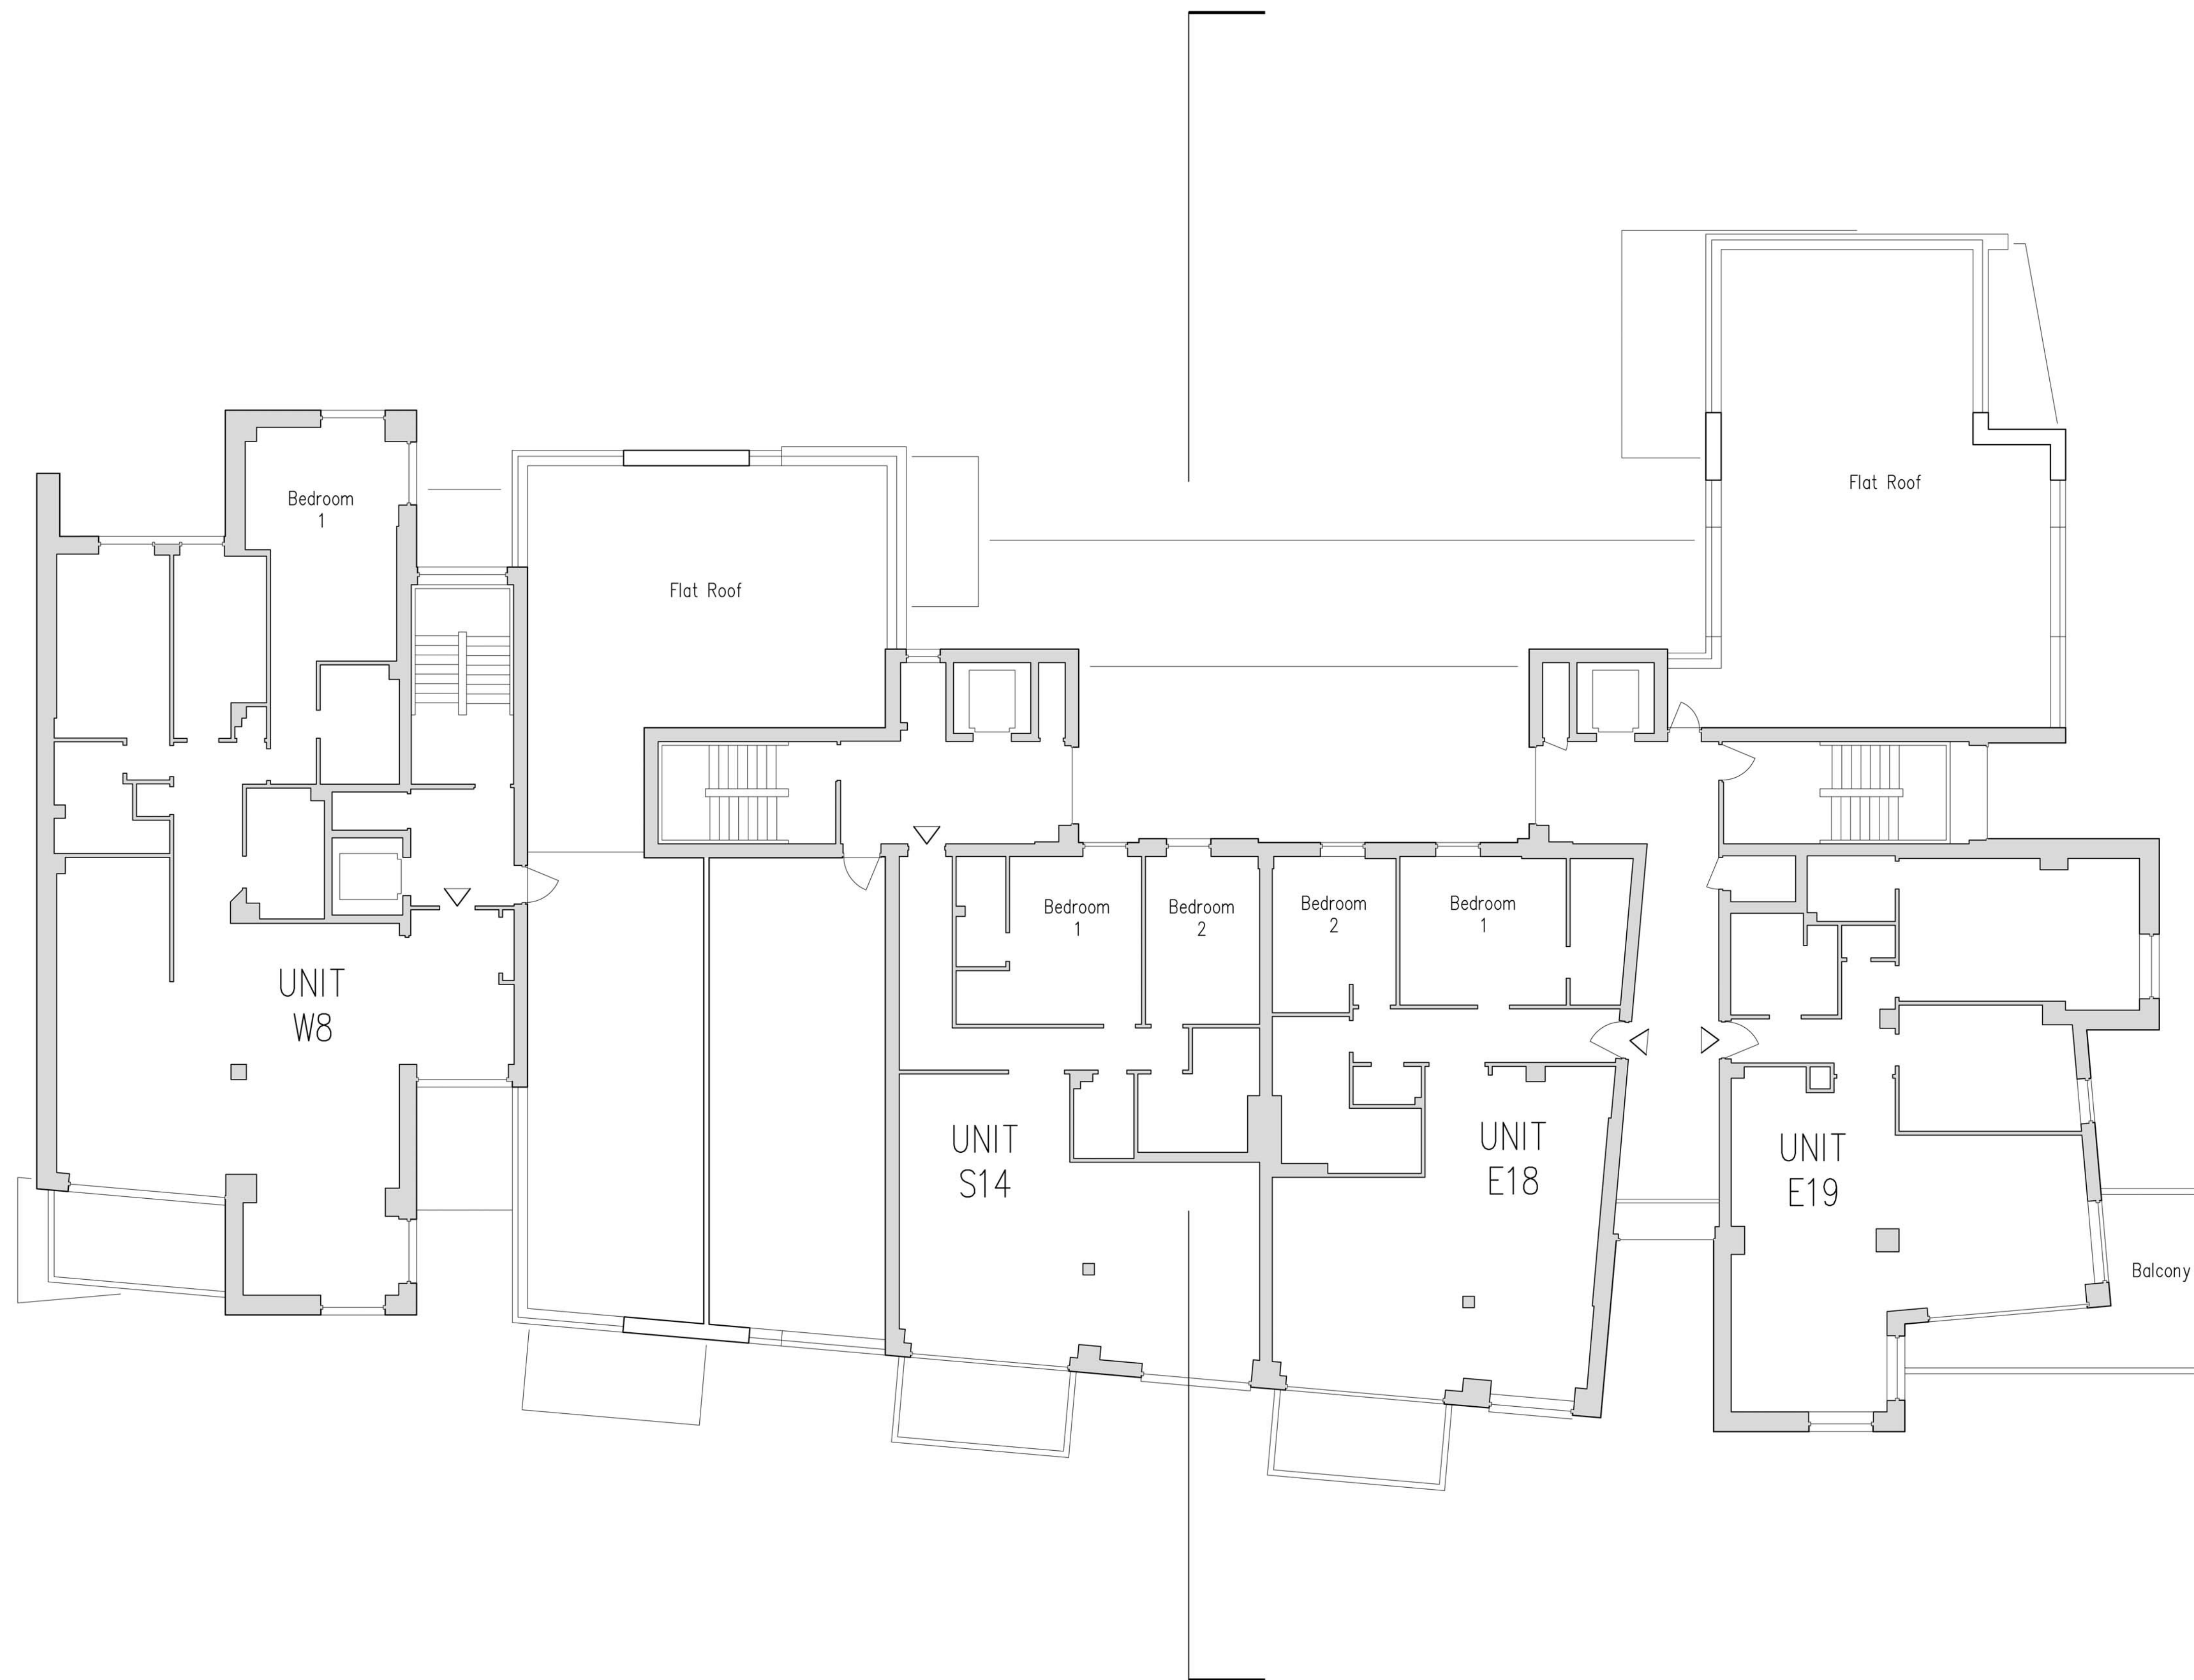 Flat Roof
Bedroom
1
Flat Roof
Bedroom
1
Bedroom
2
Bedroom
2
Bedroom
1
UNIT
W8
UNIT
S14
UNIT
E18
UNIT
E19
Balcony